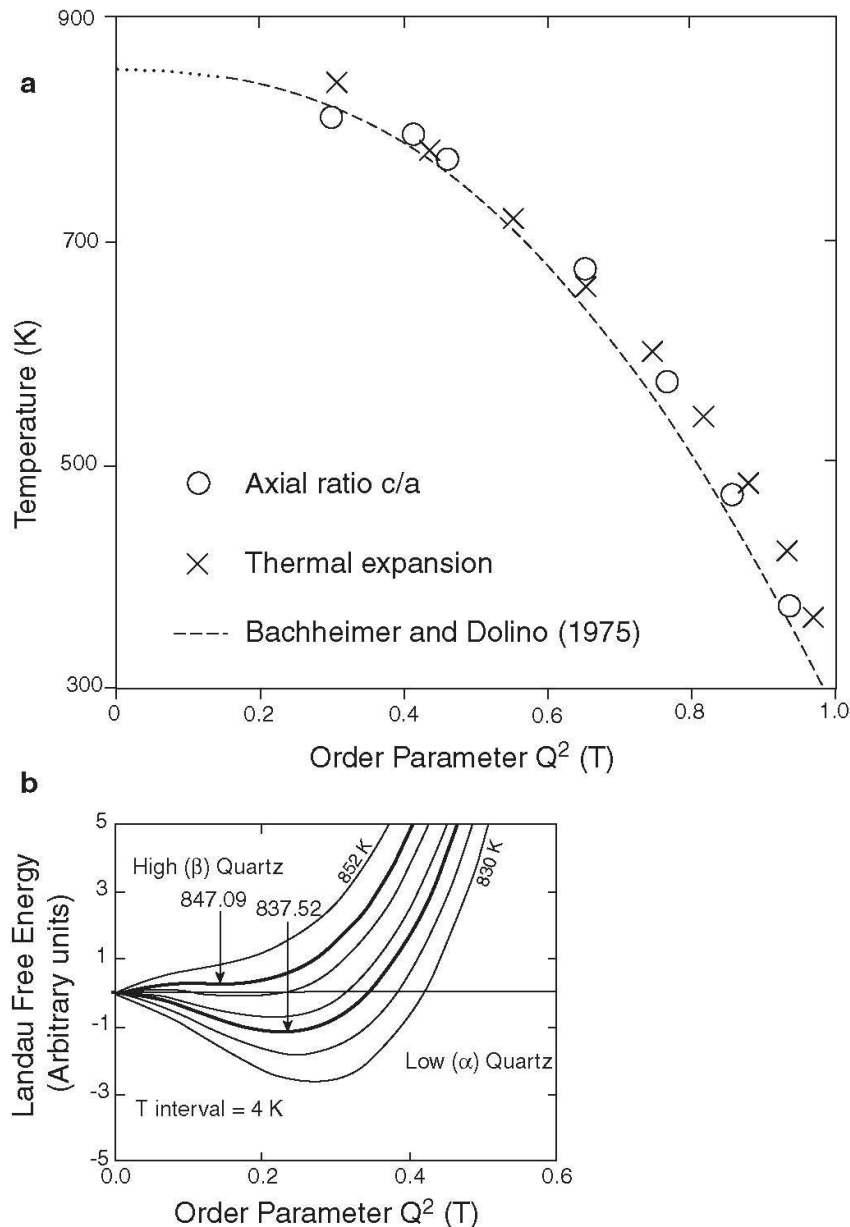 a
900
700
500
300
Temperature (K)
Axial ratio c/a
Thermal expansion
Bachheimer and Dolino (1975)
0 0.2 0.4 0.6 0.8 1.0
Order Parameter Q² (T)
b
5
3
1
-1
-3
-5
Landau Free Energy
(Arbitrary units)
High (β) Quartz
847.09
837.52
852 K
830 K
Low (α) Quartz
T interval = 4 K
0.0 0.2 0.4 0.6
Order Parameter Q² (T)